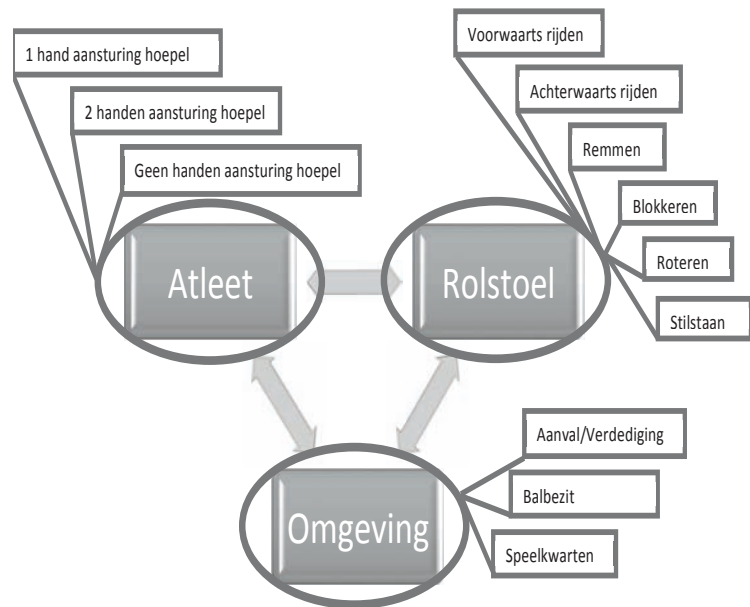 1 hand aansturing hoepel
2 handen aansturing hoepel
Geen handen aansturing hoepel
Atleet
Voorwaarts rijden
Achterwaarts rijden
Remmen
Blokkeren
Roteren
Stilstaan
Rolstoel
Aanval/Verdediging
Balbezit
Speelkwarten
Omgeving